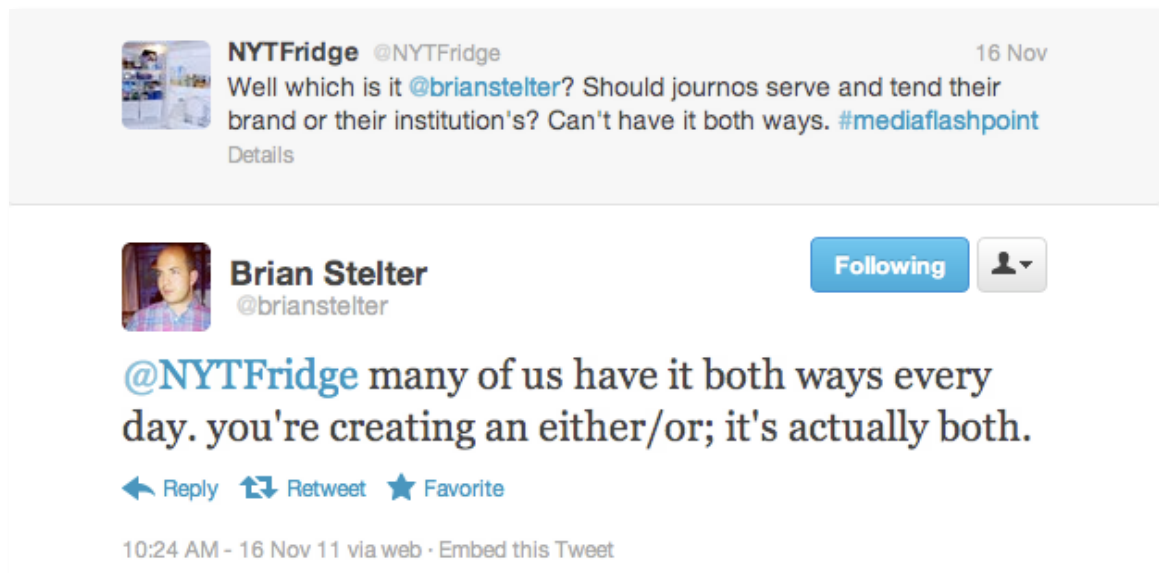 NYTFridge @NYTFridge 16 Nov
Well which is it @brianstelter? Should journos serve and tend their
brand or their institution's? Can't have it both ways. #mediaflashpoint
Details
Brian Stelter
@brianstelter
Following
@NYTFridge many of us have it both ways every
day. you're creating an either/or; it's actually both.
Reply Retweet Favorite
10:24 AM - 16 Nov 11 via web · Embed this Tweet